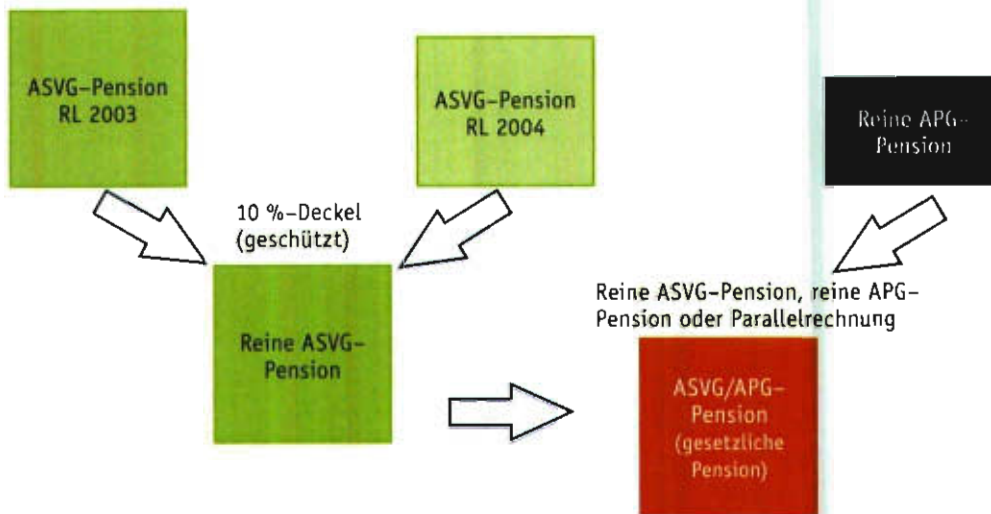 ASVG-Pension
RL 2003
ASVG-Pension
RL 2004
Reine APG-
Pension
10 %-Deckel
(geschützt)
Reine ASVG-Pension, reine APG-
Pension oder Parallelrechnung
Reine ASVG-
Pension
ASVG/APG-
Pension
(gesetzliche
Pension)